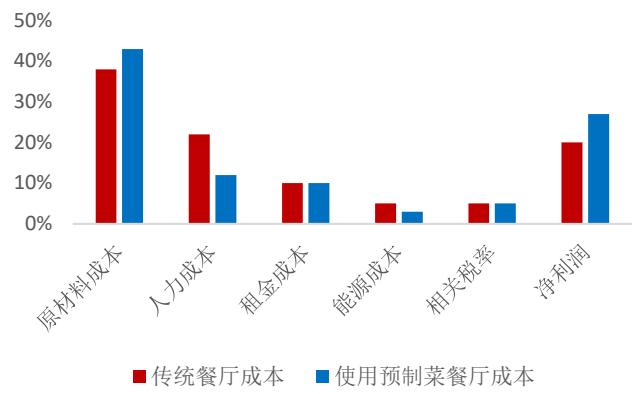 50%
40%
30%
20%
10%
0%
原材料成本
人力成本
租金成本
能源成本
相关税率
净利润
传统餐厅成本
使用预制菜餐厅成本